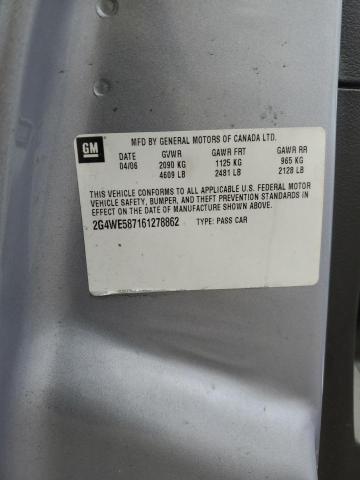 GM
MFD BY GENERAL MOTORS OF CANADA LTD.
DATE GVWR GAWR FRT GAWR RR
04/06 2090 KG 1125 KG 965 KG
4609 LB 2481 LB 2128 LB
THIS VEHICLE CONFORMS TO ALL APPLICABLE U.S. FEDERAL MOTOR
VEHICLE SAFETY, BUMPER, AND THEFT PREVENTION STANDARDS IN
EFFECT ON THE DATE OF MANUFACTURE SHOWN ABOVE.
2G4WE587161278862 TYPE: PASS CAR